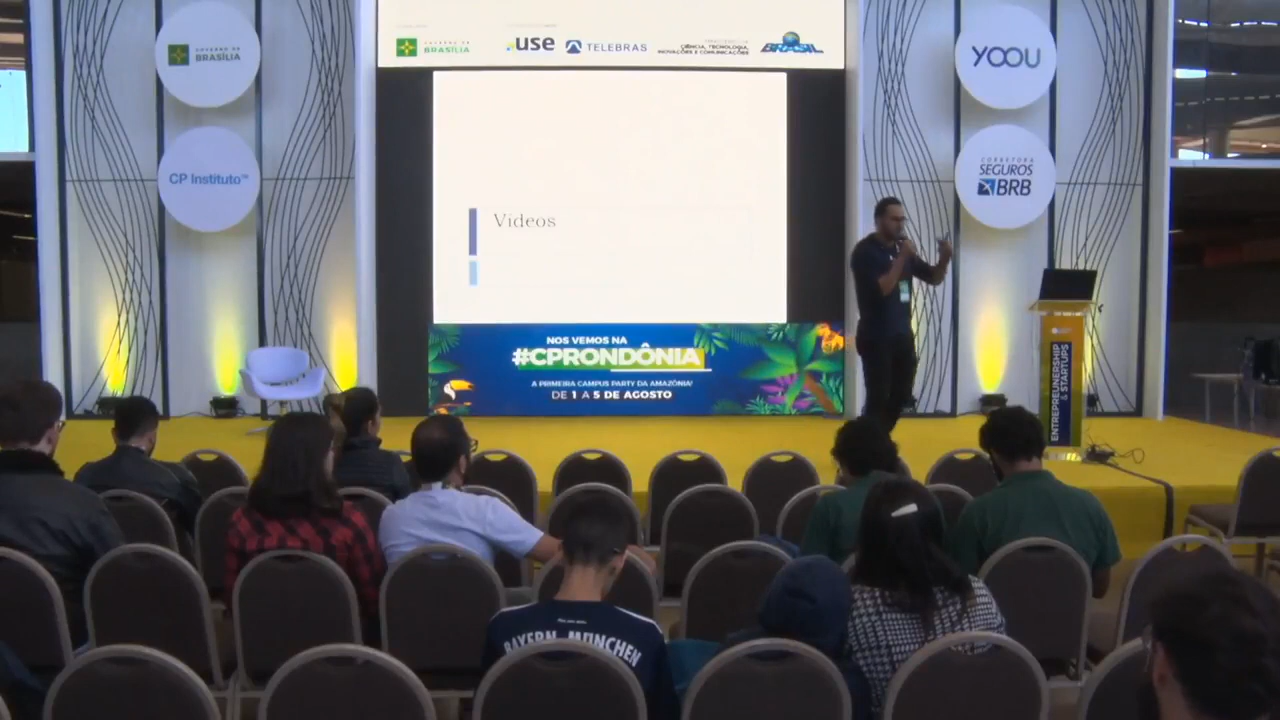 GOVERNO DE
BRASÍLIA
CP Instituto™
GOVERNO DE
BRASÍLIA
use
TELEBRAS
CIÊNCIA, TECNOLOGIA,
INOVAÇÕES E COMUNICAÇÕES
BRASIL
Videos
NOS VEMOS NA
#CPRONDÔNIA
A PRIMEIRA CAMPUS PARTY DA AMAZÔNIA!
DE 1 A 5 DE AGOSTO
YOOU
CORRETORA
SEGUROS
BRB
ENTREPRENEURSHIP
& STARTUPS
BAYERN MÜNCHEN